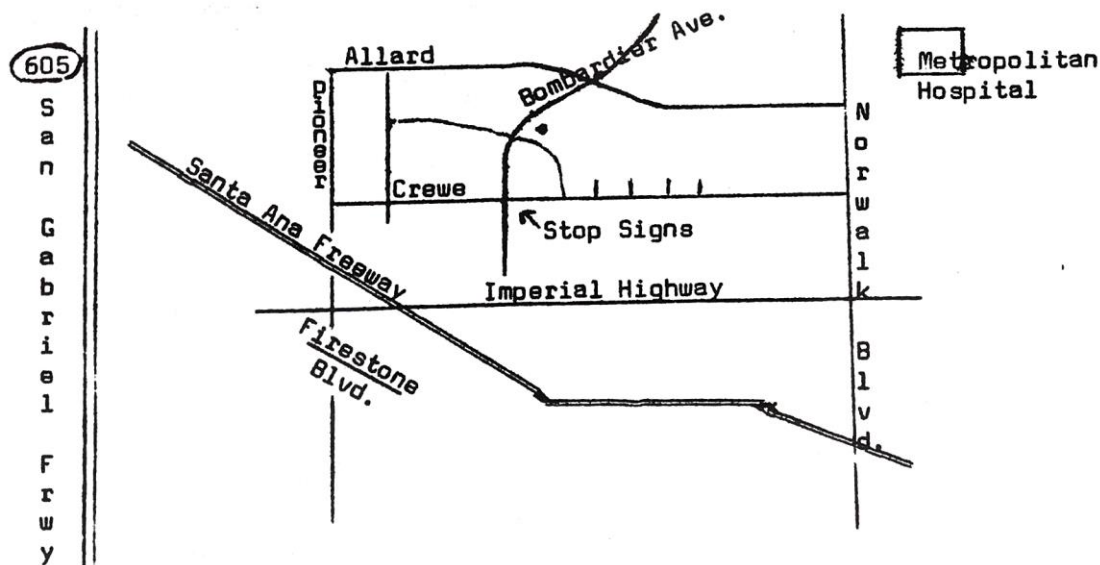 605
San Gabriel Frwy
Allard
Pioneer
Bombardier Ave.
Metropolitan
Hospital
Norwalk Blvd.
Santa Ana Freeway
Crewe
Stop Signs
Imperial Highway
Firestone
Blvd.